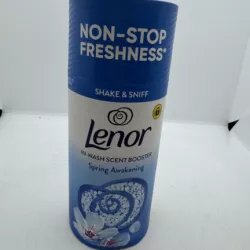 NON-STOP
FRESHNESS*
SHAKE & SNIFF
Lenor
IN-WASH SCENT BOOSTER
Spring Awakening